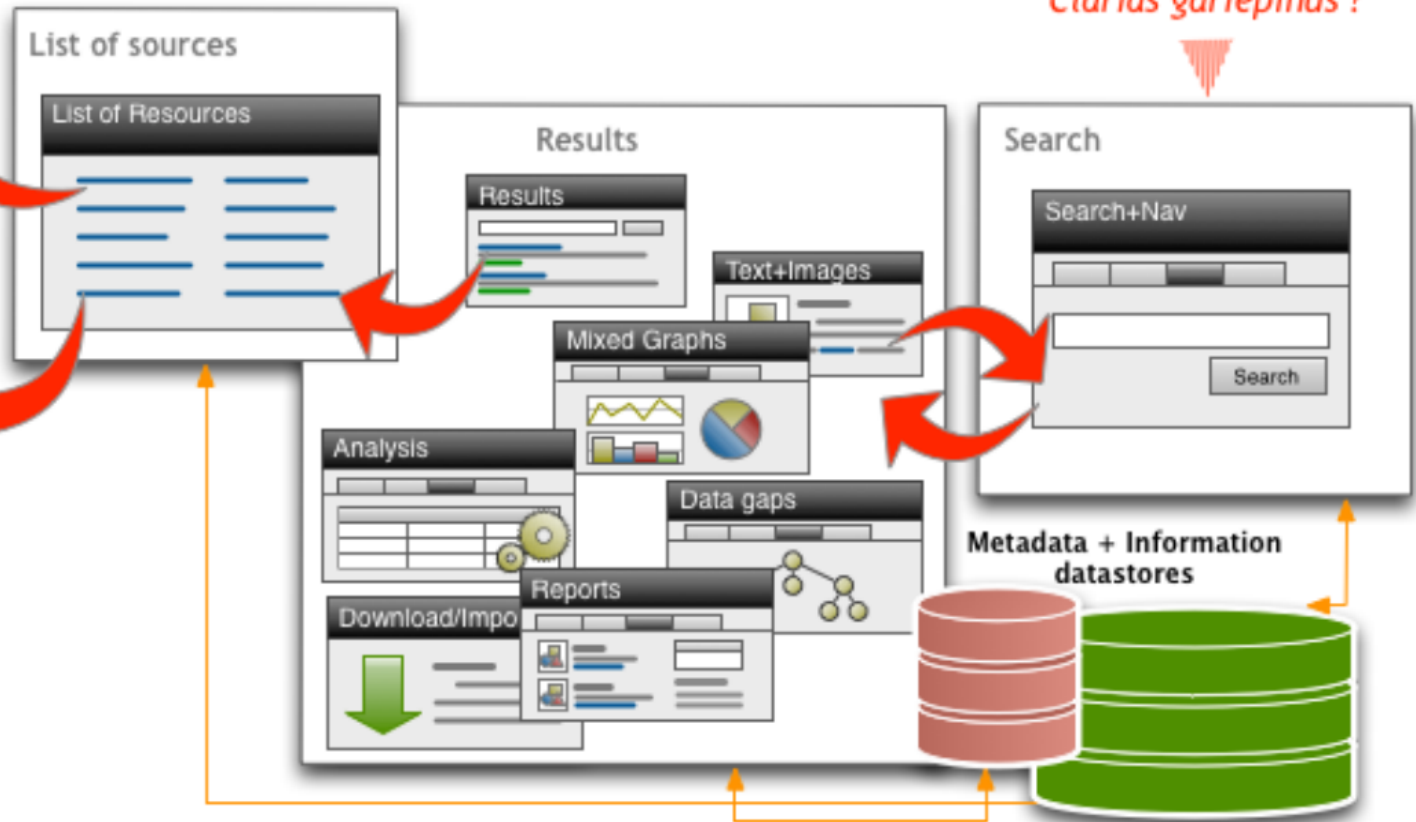 Clarias gariepinus ?
List of sources
List of Resources
Results
Results
Text+Images
Mixed Graphs
Analysis
Data gaps
Reports
Download/Impo
Search
Search+Nav
Search
Metadata + Information
datastores